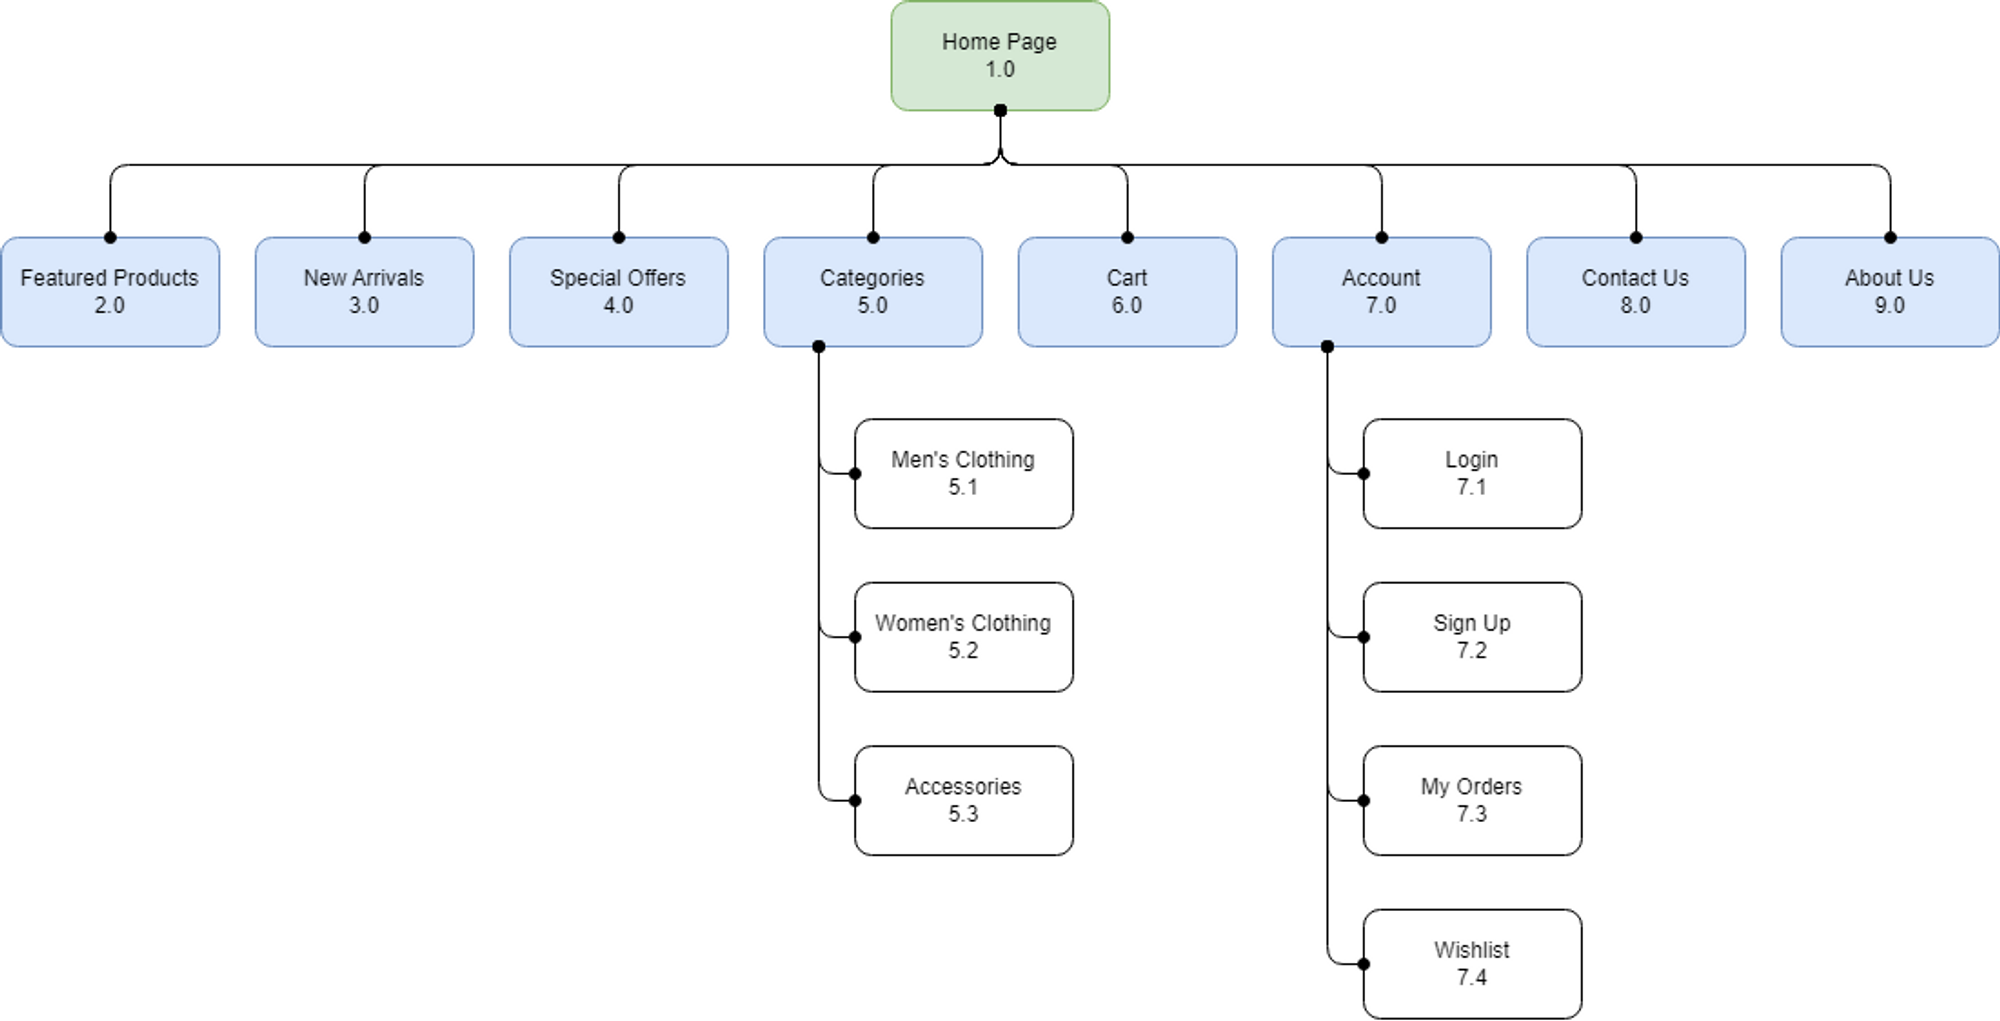 Home Page
1.0
Featured Products
2.0
New Arrivals
3.0
Special Offers
4.0
Categories
5.0
Cart
6.0
Account
7.0
Contact Us
8.0
About Us
9.0
Men's Clothing
5.1
Women's Clothing
5.2
Accessories
5.3
Login
7.1
Sign Up
7.2
My Orders
7.3
Wishlist
7.4